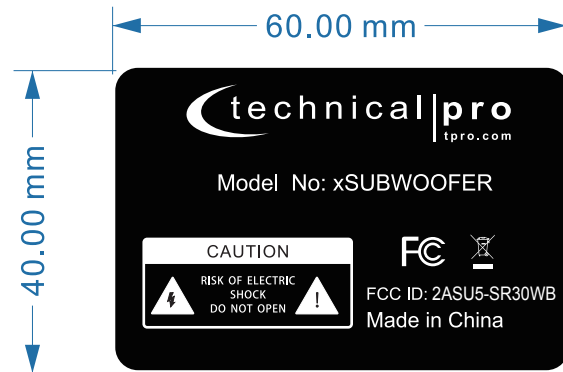 60.00 mm
40.00 mm
technical|pro
tpro.com
Model No: xSUBWOOFER
CAUTION
RISK OF ELECTRIC
SHOCK
DO NOT OPEN
!
FC
FCC ID: 2ASU5-SR30WB
Made in China